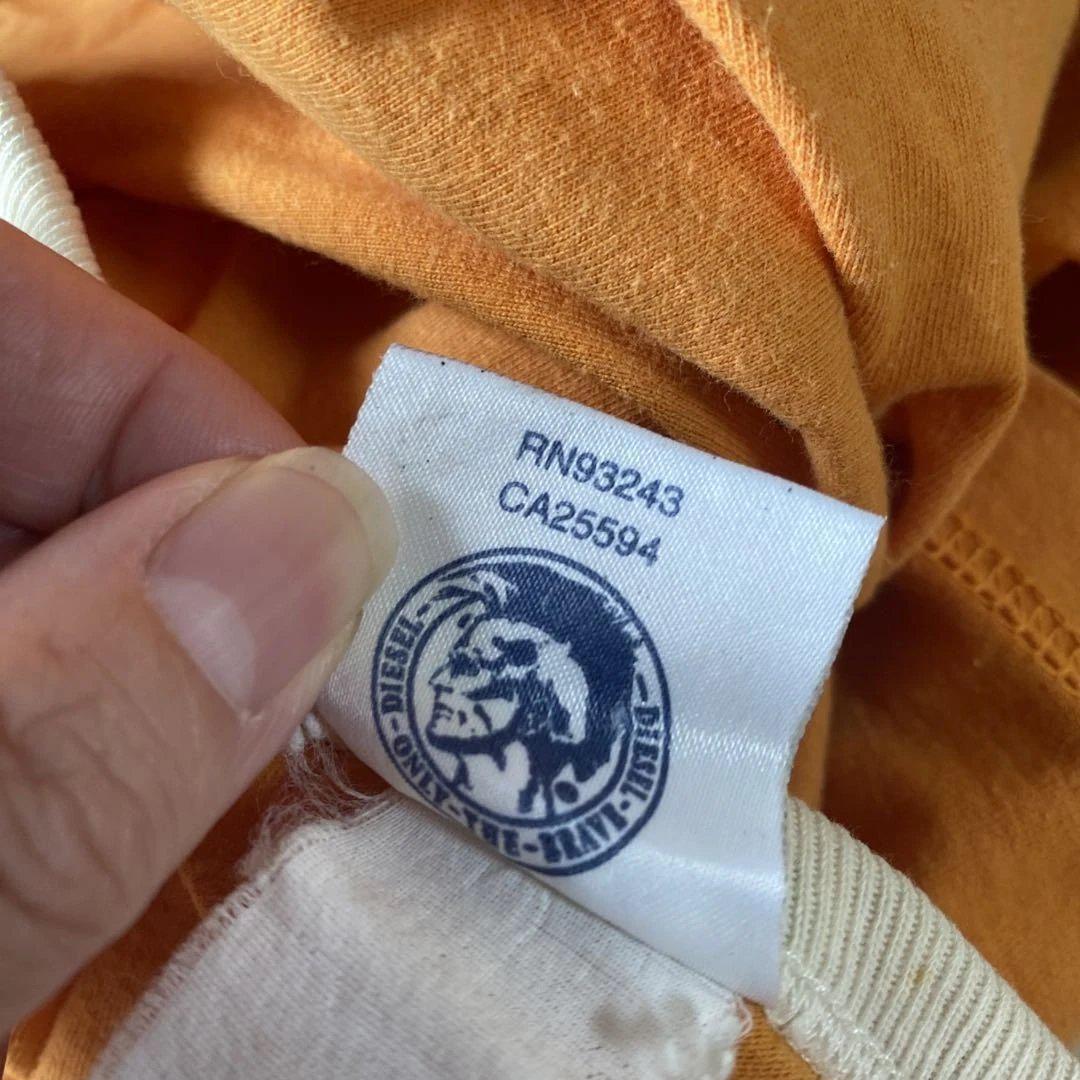 RN93243
CA25594
DIESEL-ONLY-THE-BRAVE-DIESEL-